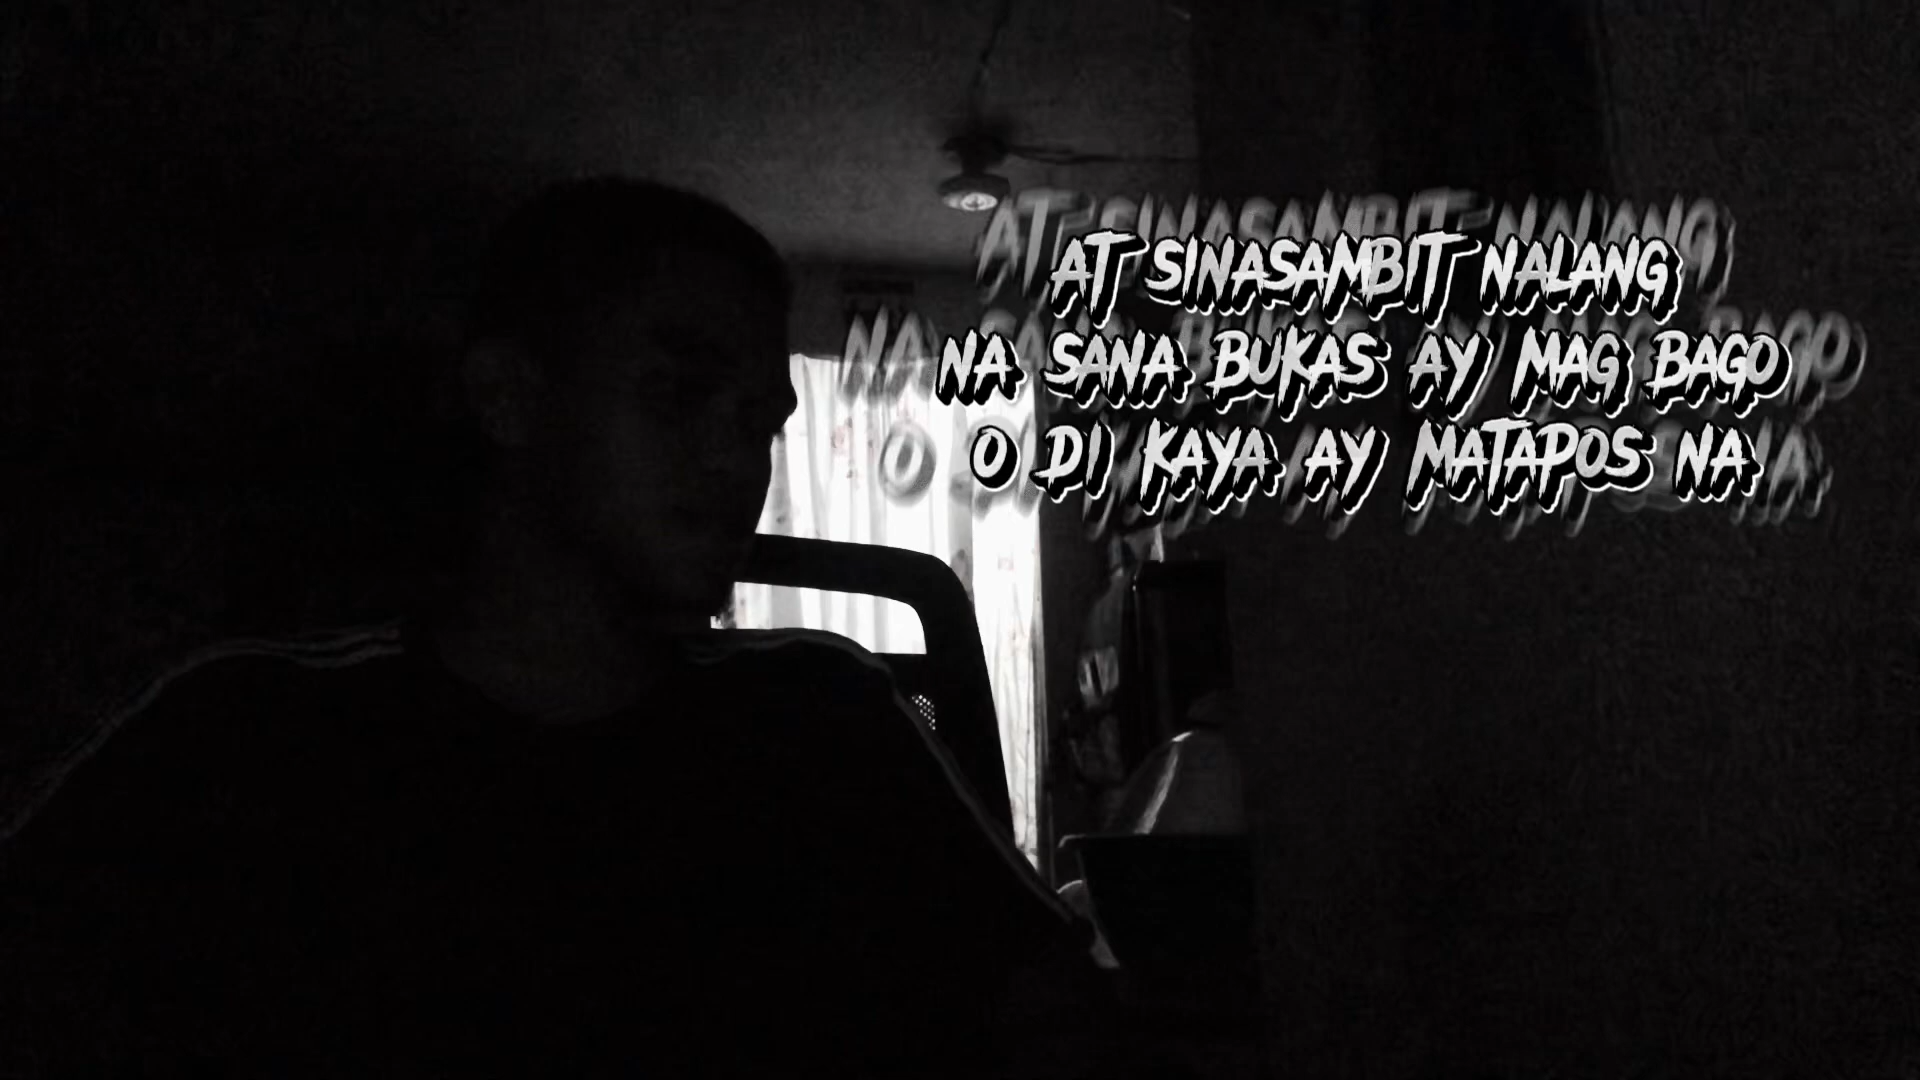 AT SINASAMBIT NALANG
NA SANA BUKAS AY MAG BAGO
O DI KAYA AY MATAPOS NA